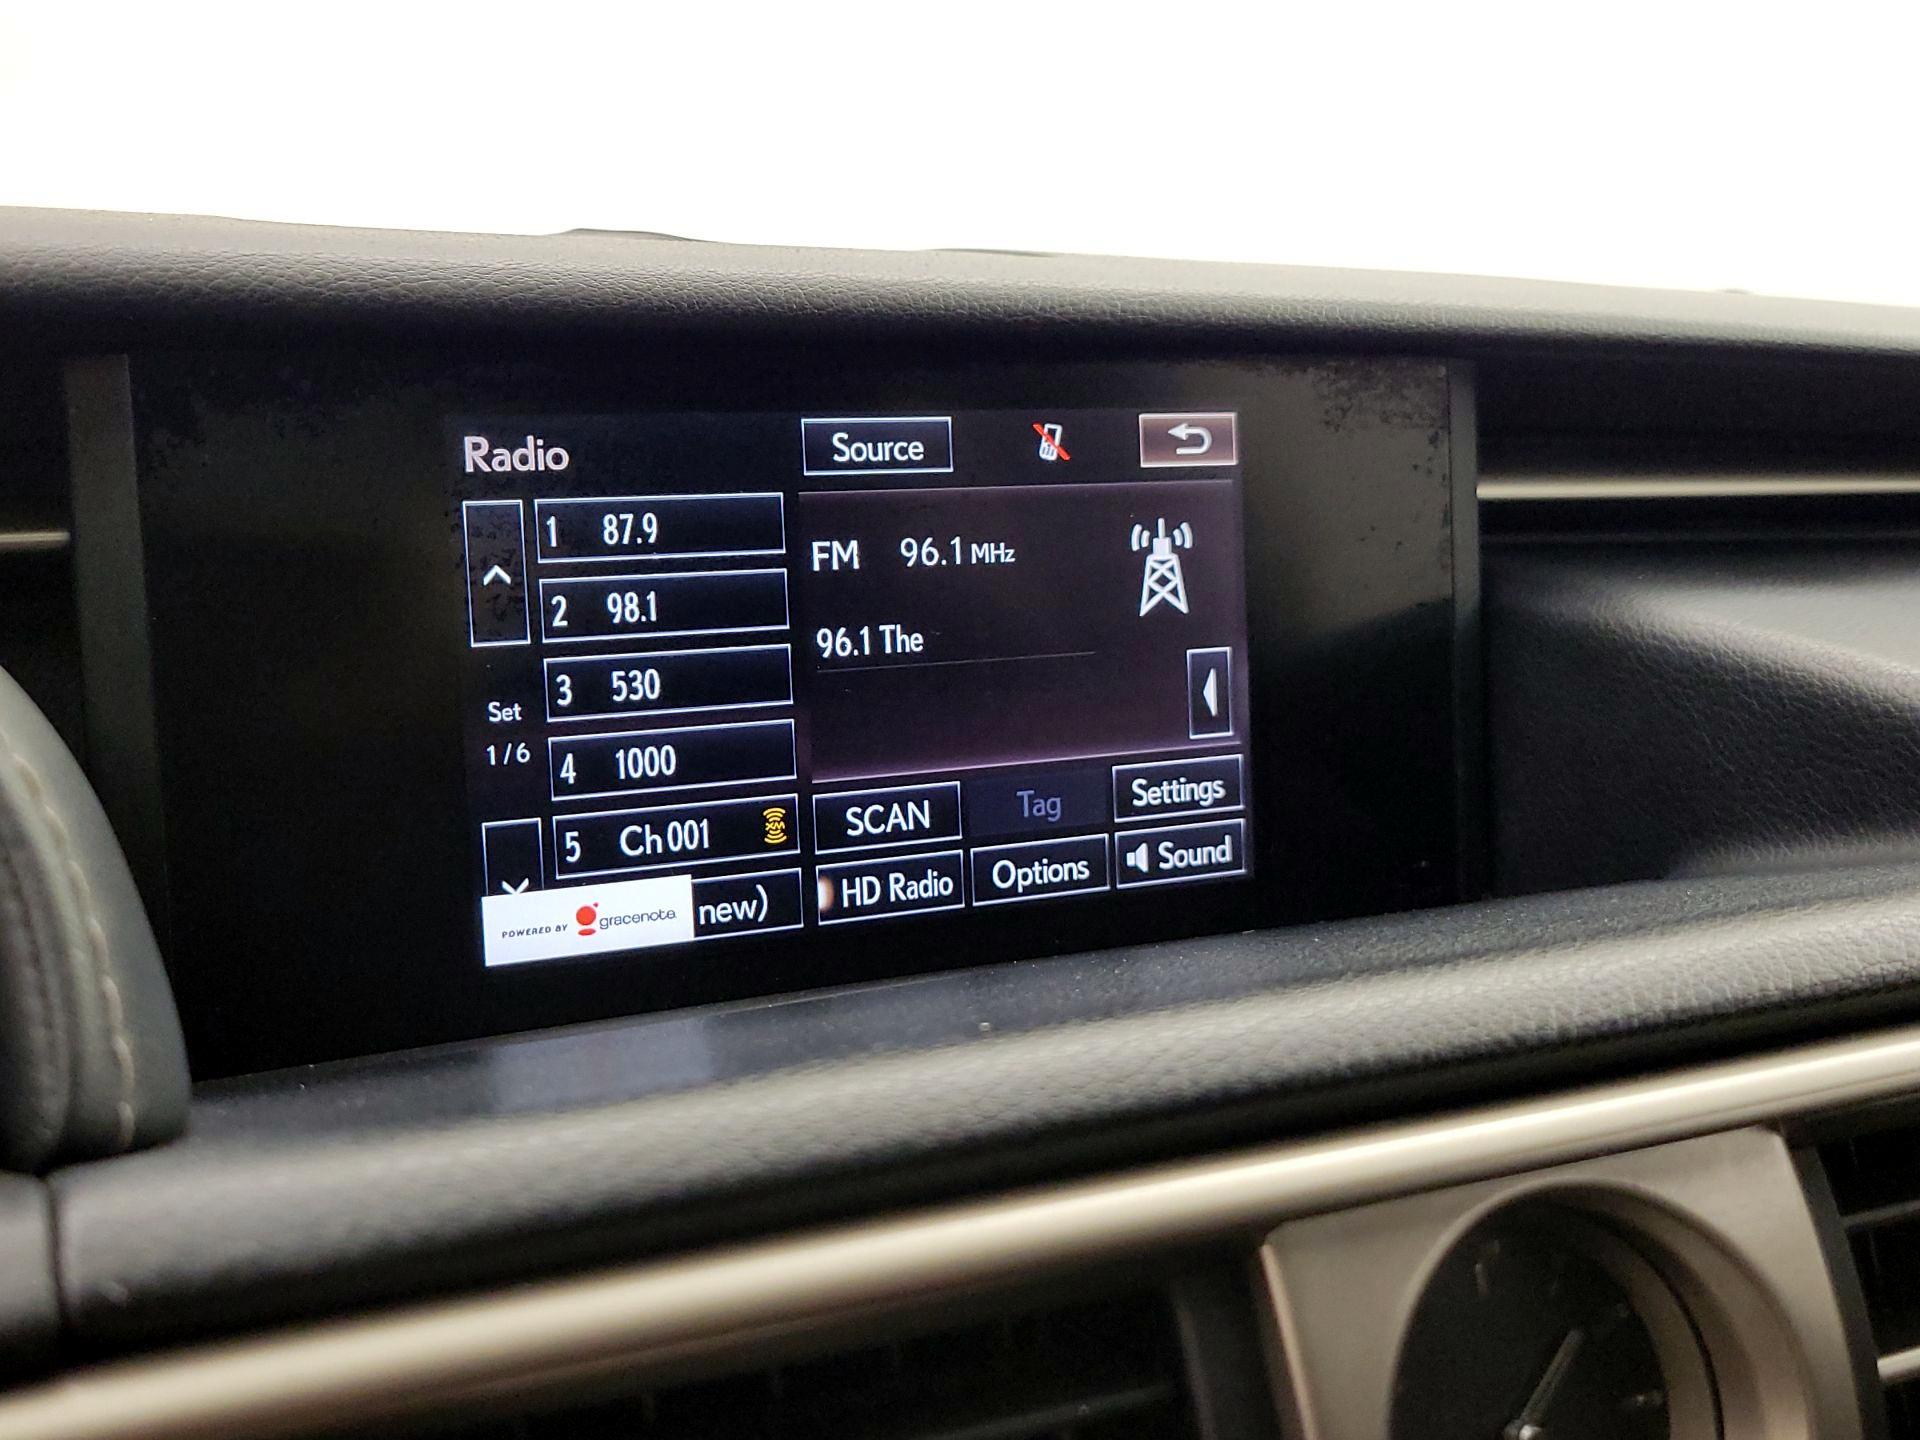 Radio
Source
1 87.9
2 98.1
3 530
4 1000
5 Ch 001
XM
new)
Set
1/6
POWERED BY gracenote
FM 96.1 MHz
96.1 The
SCAN
Tag
Settings
HD Radio
Options
Sound